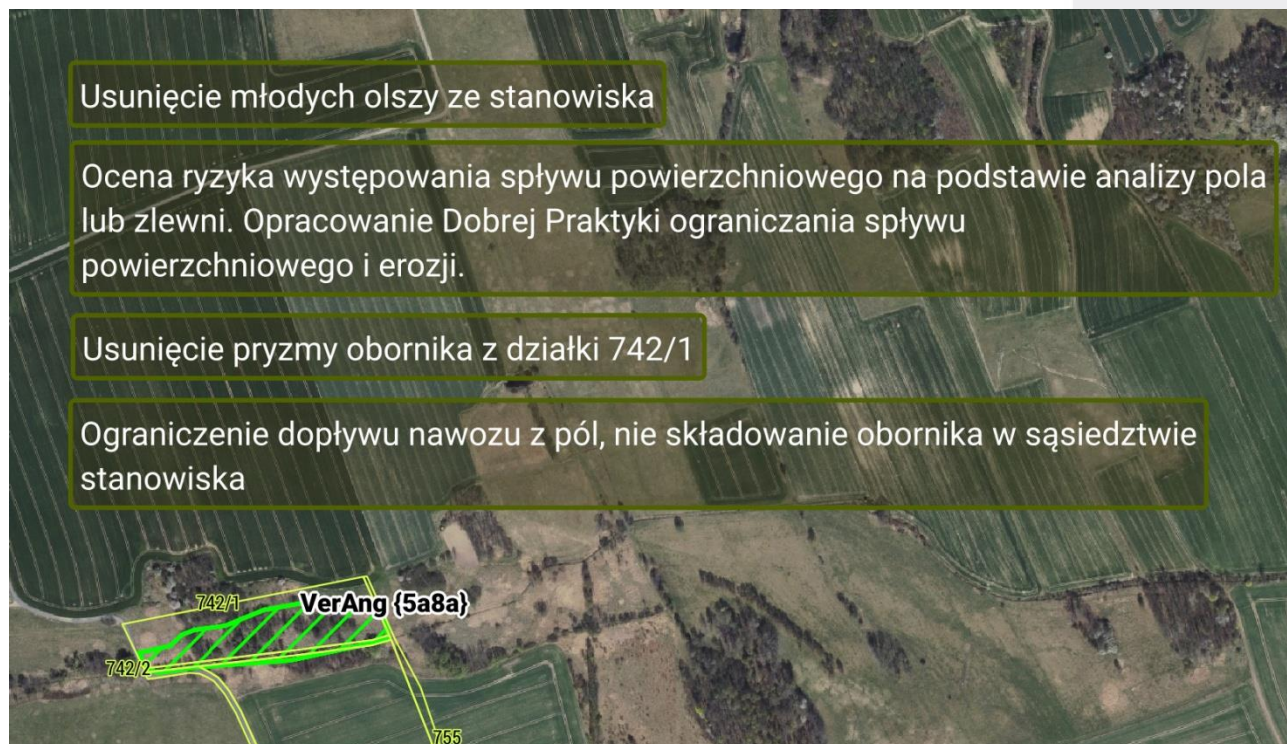 Usunięcie młodych olszy ze stanowiska
Ocena ryzyka występowania spływu powierzchniowego na podstawie analizy pola
lub zlewni. Opracowanie Dobrej Praktyki ograniczania spływu
powierzchniowego i erozji.
Usunięcie pryzmy obornika z działki 742/1
Ograniczenie dopływu nawozu z pól, nie składowanie obornika w sąsiedztwie
stanowiska
742/1
VerAng {5a8a}
742/2
755